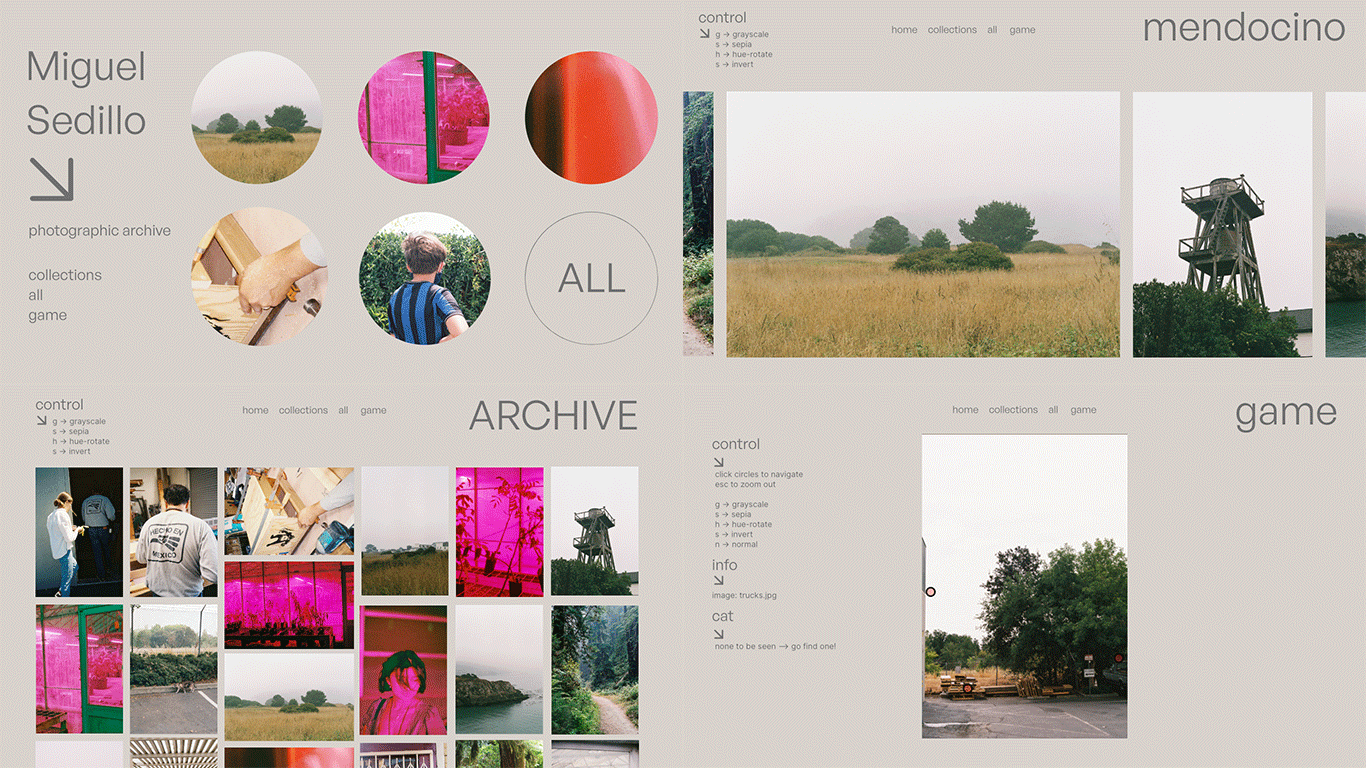 Miguel
Sedillo
photographic archive
collections
all
game
ALL
control
g → grayscale
s → sepia
h → hue-rotate
s → invert
home collections all game
mendocino
control
g → grayscale
s → sepia
h → hue-rotate
s → invert
home collections all game
ARCHIVE
HECHO EN
MEXICO
home collections all game
game
control
click circles to navigate
esc to zoom out
g → grayscale
s → sepia
h → hue-rotate
s → invert
n → normal
info
image: trucks.jpg
cat
none to be seen → go find one!